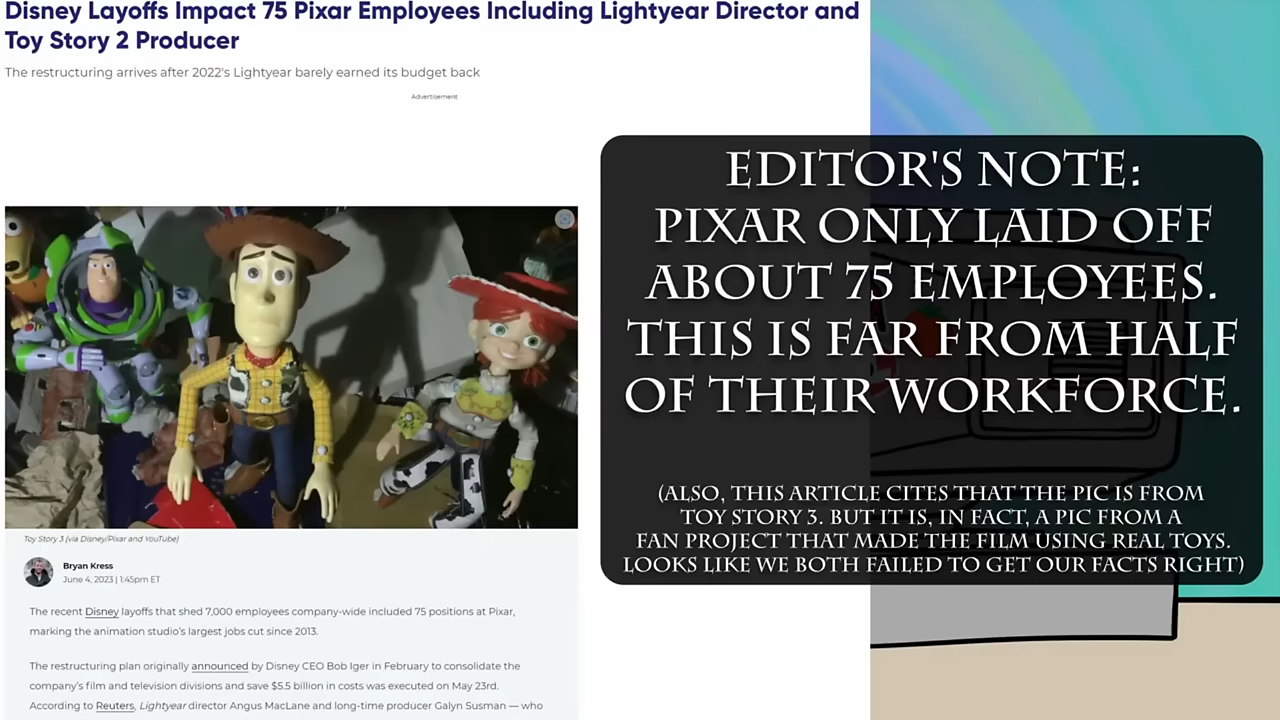 Disney Layoffs Impact 75 Pixar Employees Including Lightyear Director and
Toy Story 2 Producer
The restructuring arrives after 2022's Lightyear barely earned its budget back
Advertisement
Toy Story 3 (via Disney/Pixar and YouTube)
Bryan Kress
June 4, 2023 | 1:45pm ET
The recent Disney layoffs that shed 7,000 employees company-wide included 75 positions at Pixar,
marking the animation studio's largest jobs cut since 2013.
The restructuring plan originally announced by Disney CEO Bob Iger in February to consolidate the
company's film and television divisions and save $5.5 billion in costs was executed on May 23rd.
According to Reuters, Lightyear director Angus MacLane and long-time producer Galyn Susman — who
EDITOR'S NOTE:
PIXAR ONLY LAID OFF
ABOUT 75 EMPLOYEES.
THIS IS FAR FROM HALF
OF THEIR WORKFORCE.
(ALSO, THIS ARTICLE CITES THAT THE PIC IS FROM
TOY STORY 3. BUT IT IS, IN FACT, A PIC FROM A
FAN PROJECT THAT MADE THE FILM USING REAL TOYS.
LOOKS LIKE WE BOTH FAILED TO GET OUR FACTS RIGHT)